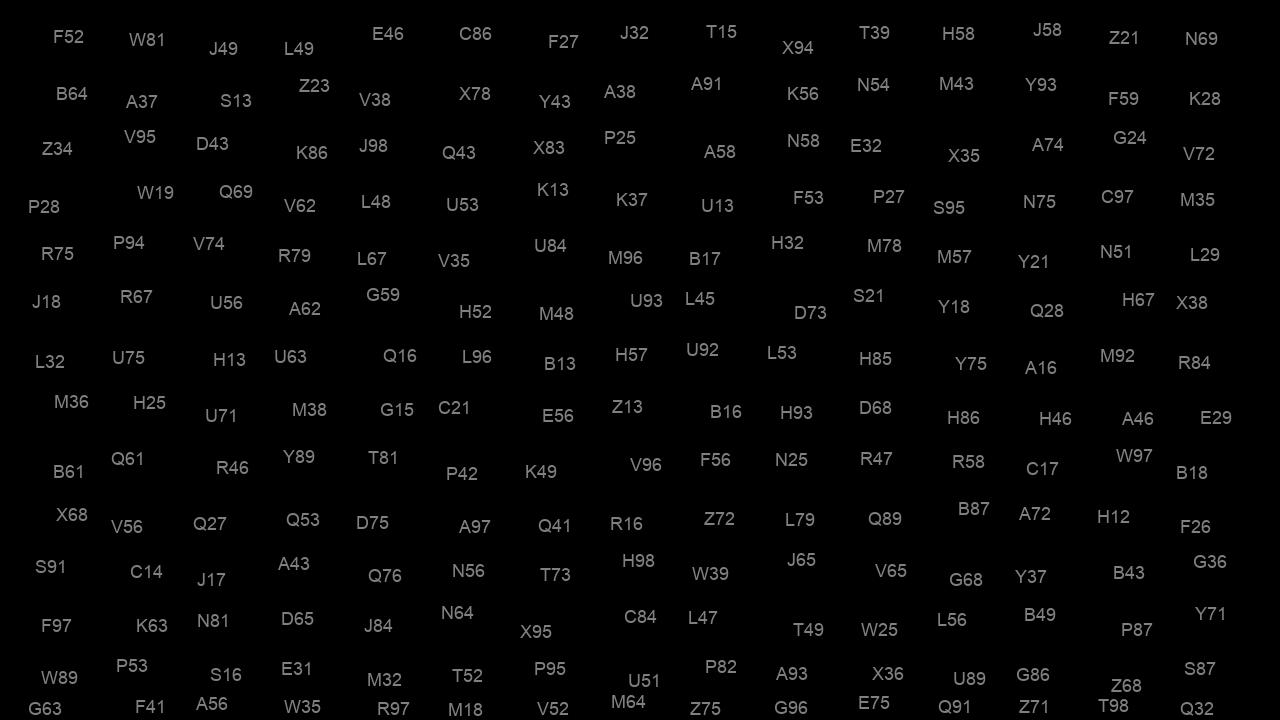 F52 W81 J49 L49 E46 C86 F27 J32 T15 X94 T39 H58 J58 Z21 N69
B64 A37 S13 Z23 V38 X78 Y43 A38 A91 K56 N54 M43 Y93 F59 K28
Z34 V95 D43 K86 J98 Q43 X83 P25 A58 N58 E32 X35 A74 G24 V72
P28 W19 Q69 V62 L48 U53 K13 K37 U13 F53 P27 S95 N75 C97 M35
R75 P94 V74 R79 L67 V35 U84 M96 B17 H32 M78 M57 Y21 N51 L29
J18 R67 U56 A62 G59 H52 M48 U93 L45 D73 S21 Y18 Q28 H67 X38
L32 U75 H13 U63 Q16 L96 B13 H57 U92 L53 H85 Y75 A16 M92 R84
M36 H25 U71 M38 G15 C21 E56 Z13 B16 H93 D68 H86 H46 A46 E29
B61 Q61 R46 Y89 T81 P42 K49 V96 F56 N25 R47 R58 C17 W97 B18
X68 V56 Q27 Q53 D75 A97 Q41 R16 Z72 L79 Q89 B87 A72 H12 F26
S91 C14 J17 A43 Q76 N56 T73 H98 W39 J65 V65 G68 Y37 B43 G36
F97 K63 N81 D65 J84 N64 X95 C84 L47 T49 W25 L56 B49 P87 Y71
W89 P53 S16 E31 M32 T52 P95 U51 P82 A93 X36 U89 G86 Z68 S87
G63 F41 A56 W35 R97 M18 V52 M64 Z75 G96 E75 Q91 Z71 T98 Q32